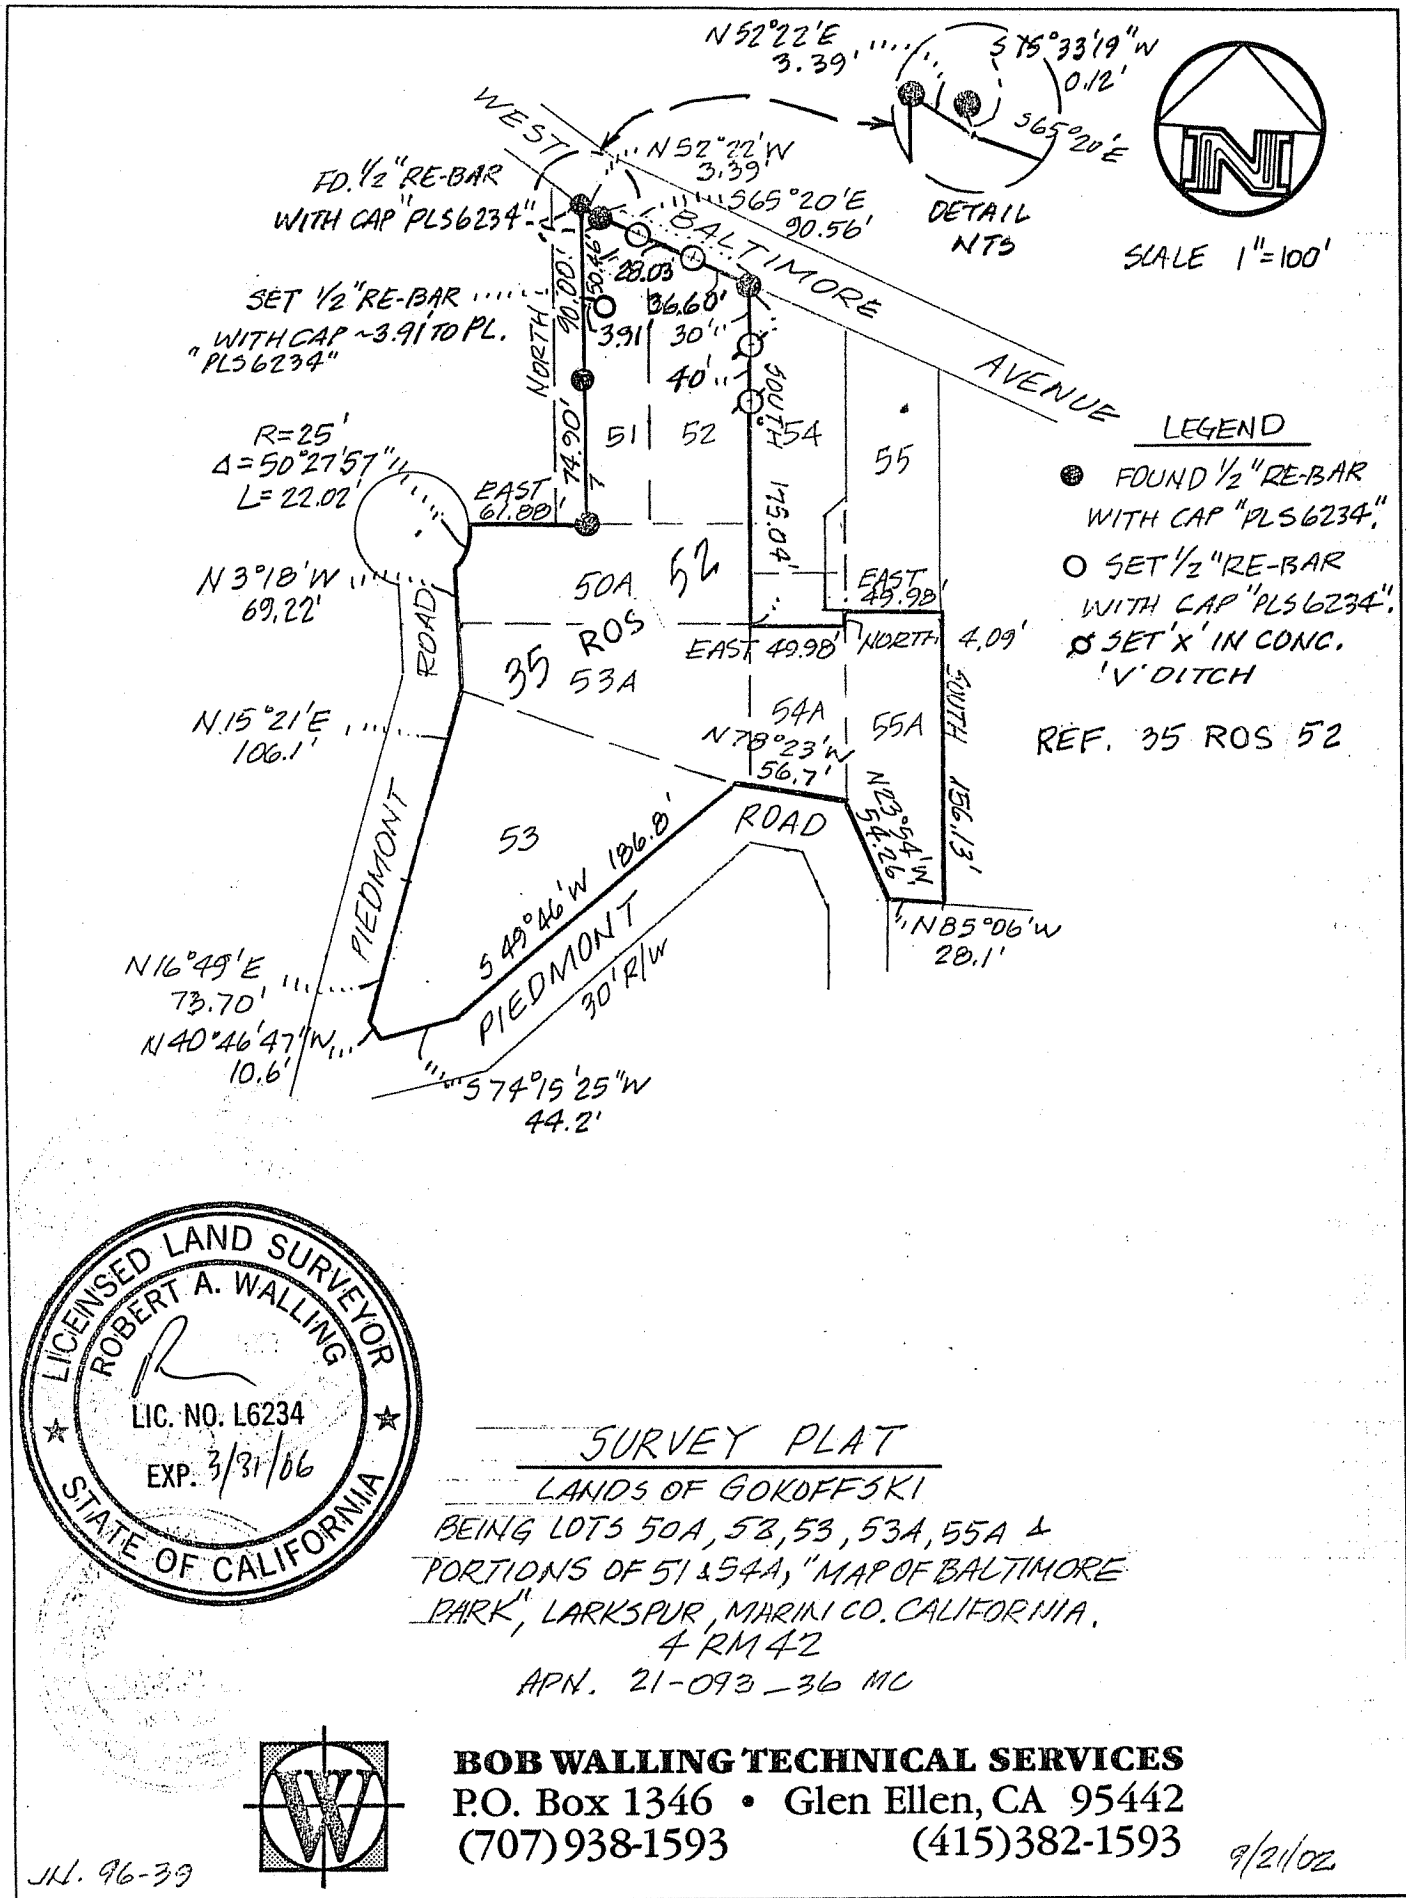 N 52°22'E
3.39'
S 75°33'19"W
0.12'
S65°20'E
DETAIL
NTS
N
SCALE 1"=100'
WEST
BALTIMORE
AVENUE
N 52°22'W
3.39'
S65°20'E
90.56'
FD. 1/2" RE-BAR
WITH CAP "PLS6234"
SET 1/2" RE-BAR
WITH CAP ~3.91 TO PL.
"PLS6234"
NORTH
90.00'
50.46'
28.03
36.60'
3.91
30'
40'
74.90'
51
52
SOUTH 175.04'
54
55
LEGEND
FOUND 1/2" RE-BAR
WITH CAP "PLS6234".
SET 1/2" RE-BAR
WITH CAP "PLS6234".
SET 'X' IN CONC.
'V' DITCH
REF. 35 ROS 52
R=25'
Δ=50°27'57"
L=22.02'
EAST
61.88'
N 3°18'W
69.22'
ROAD
50A
35 ROS 52
53A
EAST
49.98'
EAST 49.98'
NORTH 4.09'
N 15°21'E
106.1'
54A
55A
N 78°23'W
56.7'
SOUTH 156.13'
N23°54'W
54.26
53
ROAD
PIEDMONT
S 49°46'W 186.8'
PIEDMONT
30' R/W
N85°06'W
28.1'
N16°49'E
73.70'
N40°46'47"W
10.6'
S74°15'25"W
44.2'
LICENSED LAND SURVEYOR
ROBERT A. WALLING
LIC. NO. L6234
EXP. 3/31/06
STATE OF CALIFORNIA
SURVEY PLAT
LANDS OF GOKOFFSKI
BEING LOTS 50A, 52, 53, 53A, 55A &
PORTIONS OF 51 & 54A, "MAP OF BALTIMORE
PARK", LARKSPUR, MARIN CO. CALIFORNIA.
4 RM 42
APN. 21-093-36 MC
W
BOB WALLING TECHNICAL SERVICES
P.O. Box 1346 • Glen Ellen, CA 95442
(707) 938-1593 (415) 382-1593
JN. 96-39
9/21/02